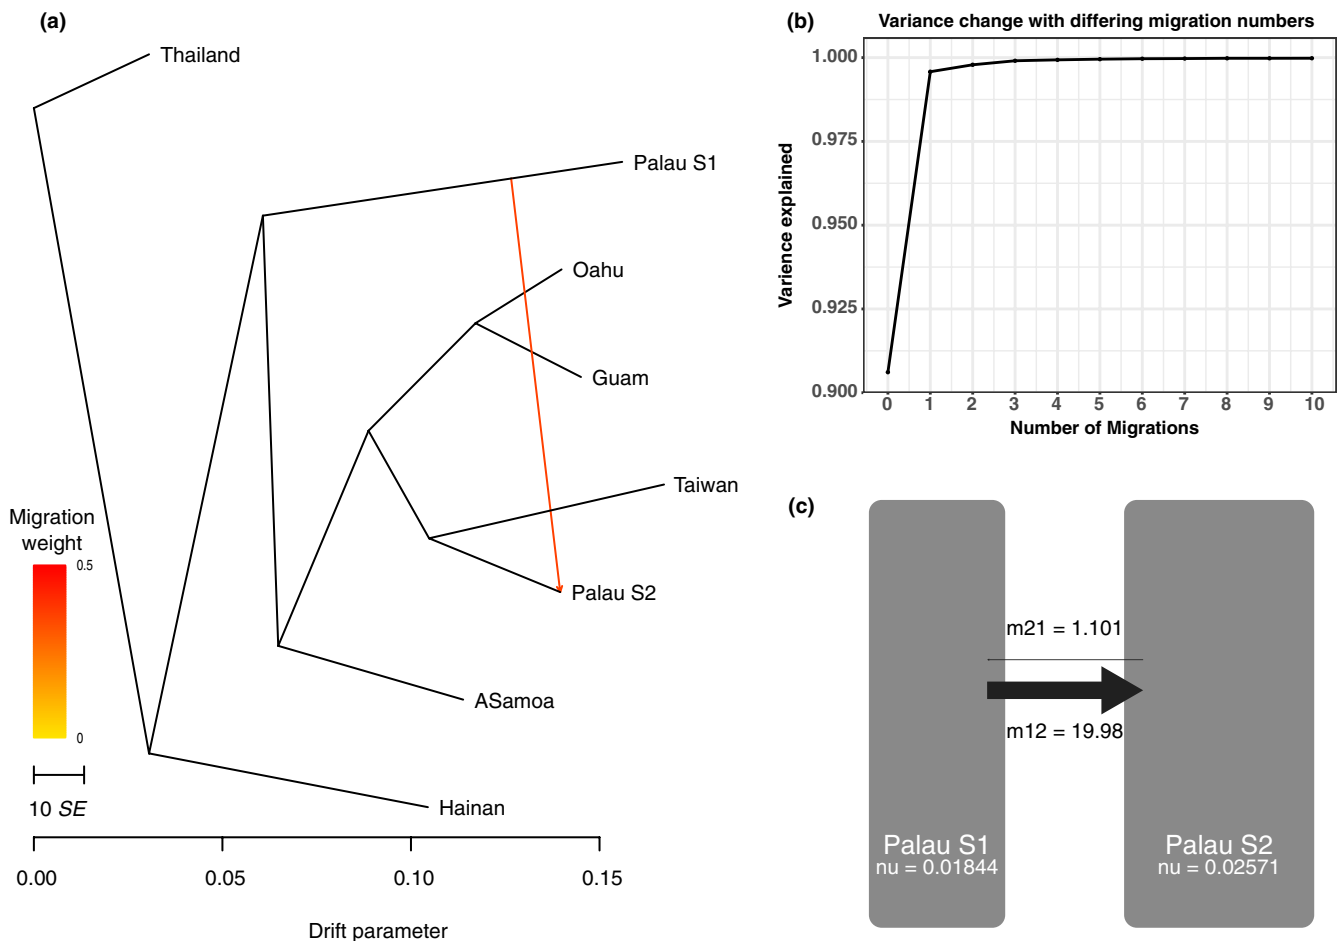 (a)
Thailand
Palau S1
Oahu
Guam
Taiwan
Palau S2
ASamoa
Hainan
Migration
weight
0.5
0
10 SE
0.00
0.05
0.10
0.15
Drift parameter
(b)
Variance change with differing migration numbers
Varience explained
1.000
0.975
0.950
0.925
0.900
0 1 2 3 4 5 6 7 8 9 10
Number of Migrations
(c)
m21 = 1.101
m12 = 19.98
Palau S1
nu = 0.01844
Palau S2
nu = 0.02571